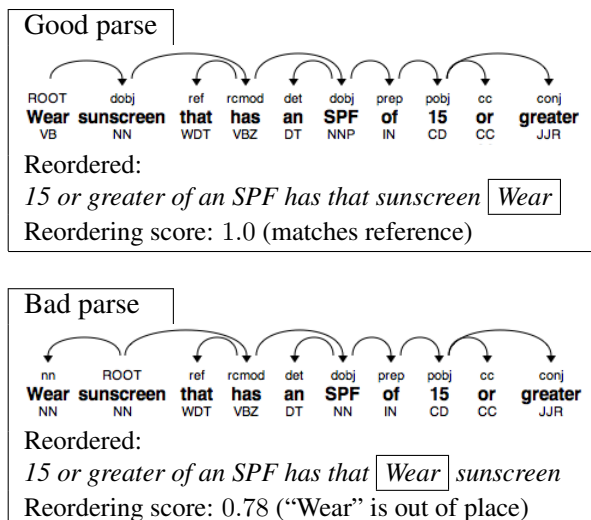 Good parse
ROOT dobj ref rcmod det dobj prep pobj cc conj
Wear sunscreen that has an SPF of 15 or greater
VB NN WDT VBZ DT NNP IN CD CC JJR
Reordered:
15 or greater of an SPF has that sunscreen Wear
Reordering score: 1.0 (matches reference)
Bad parse
nn ROOT ref rcmod det dobj prep pobj cc conj
Wear sunscreen that has an SPF of 15 or greater
NN NN WDT VBZ DT NN IN CD CC JJR
Reordered:
15 or greater of an SPF has that Wear sunscreen
Reordering score: 0.78 (“Wear” is out of place)